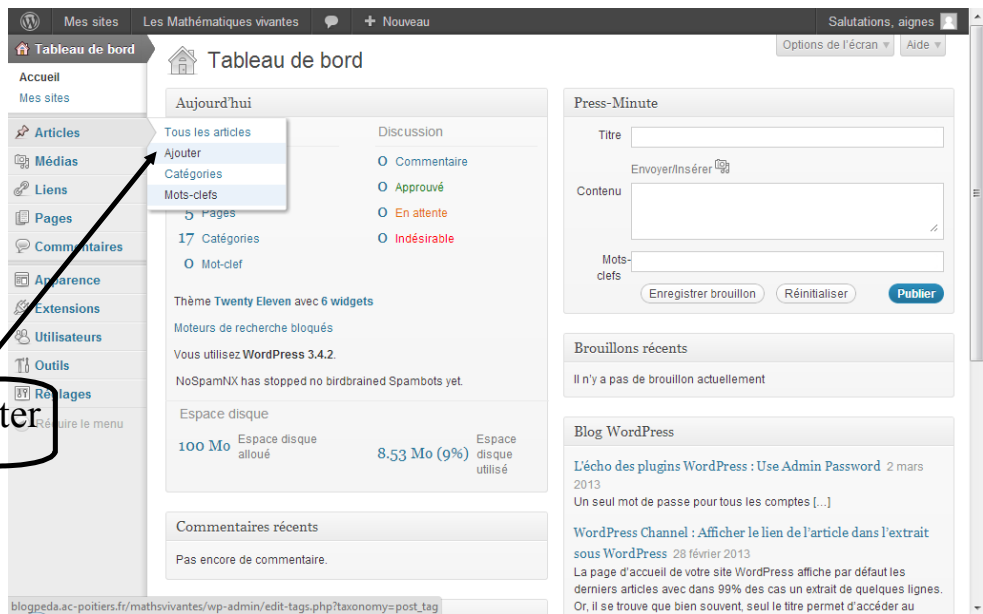 Mes sites Les Mathématiques vivantes + Nouveau Salutations, aignes
Tableau de bord
Accueil
Mes sites
Articles
Médias
Liens
Pages
Commentaires
Apparence
Extensions
Utilisateurs
Outils
Réglages
Réduire le menu
ter
Tous les articles
Ajouter
Catégories
Mots-clefs
Options de l'écran Aide
Tableau de bord
Aujourd'hui
Discussion
5 Pages
17 Catégories
0 Mot-clef
0 Commentaire
0 Approuvé
0 En attente
0 Indésirable
Thème Twenty Eleven avec 6 widgets
Moteurs de recherche bloqués
Vous utilisez WordPress 3.4.2.
NoSpamNX has stopped no birdbrained Spambots yet.
Espace disque
100 Mo Espace disque alloué
8.53 Mo (9%) Espace disque utilisé
Commentaires récents
Pas encore de commentaire.
Press-Minute
Titre
Envoyer/Insérer
Contenu
Mots-clefs
Enregistrer brouillon Réinitialiser Publier
Brouillons récents
Il n'y a pas de brouillon actuellement
Blog WordPress
L'écho des plugins WordPress : Use Admin Password 2 mars
2013
Un seul mot de passe pour tous les comptes [...]
WordPress Channel : Afficher le lien de l'article dans l'extrait
sous WordPress 28 février 2013
La page d'accueil de votre site WordPress affiche par défaut les
derniers articles avec dans 99% des cas un extrait de quelques lignes.
Or, il se trouve que bien souvent, seul le titre permet d'accéder au
blogpeda.ac-poitiers.fr/mathsvivantes/wp-admin/edit-tags.php?taxonomy=post_tag